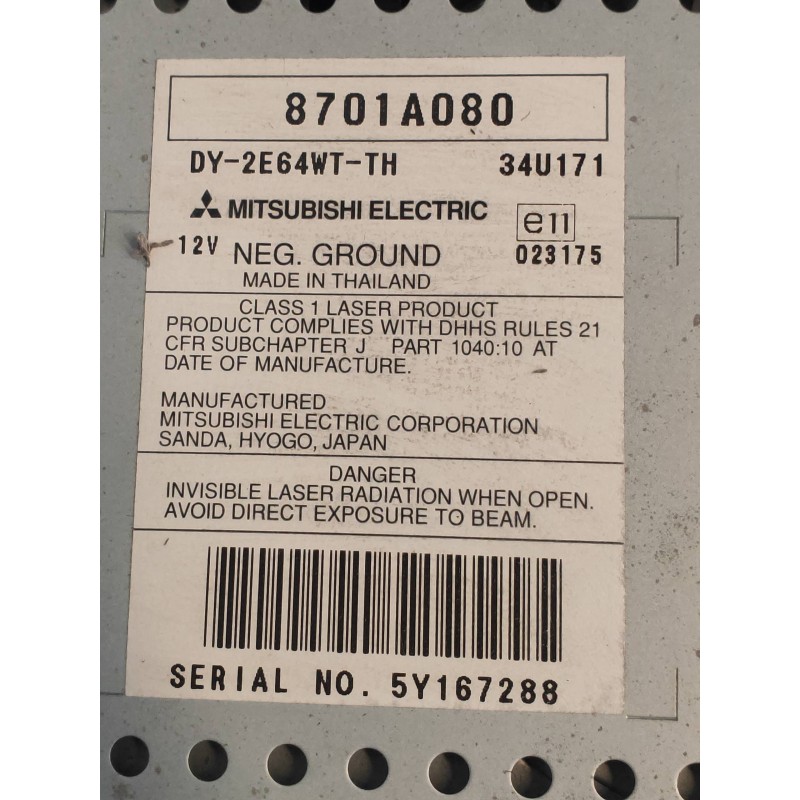 8701A080
DY-2E64WT-TH 34U171
MITSUBISHI ELECTRIC e11
12V NEG. GROUND 023175
MADE IN THAILAND
CLASS 1 LASER PRODUCT
PRODUCT COMPLIES WITH DHHS RULES 21
CFR SUBCHAPTER J PART 1040:10 AT
DATE OF MANUFACTURE.
MANUFACTURED
MITSUBISHI ELECTRIC CORPORATION
SANDA, HYOGO, JAPAN
DANGER
INVISIBLE LASER RADIATION WHEN OPEN.
AVOID DIRECT EXPOSURE TO BEAM.
SERIAL NO. 5Y167288